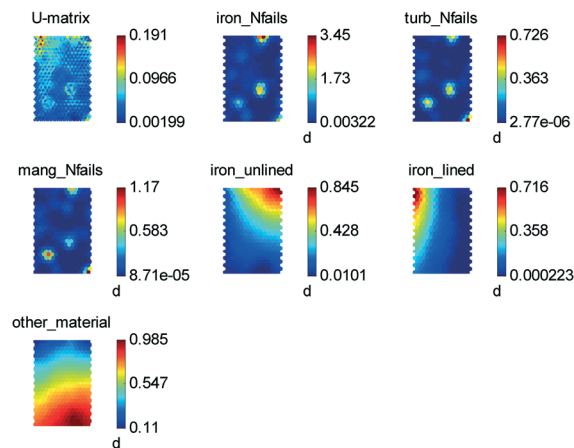 U-matrix
0.191
0.0966
0.00199
iron_Nfails
3.45
1.73
0.00322
d
turb_Nfails
0.726
0.363
2.77e-06
d
mang_Nfails
1.17
0.583
8.71e-05
d
iron_unlined
0.845
0.428
0.0101
d
iron_lined
0.716
0.358
0.000223
d
other_material
0.985
0.547
0.11
d